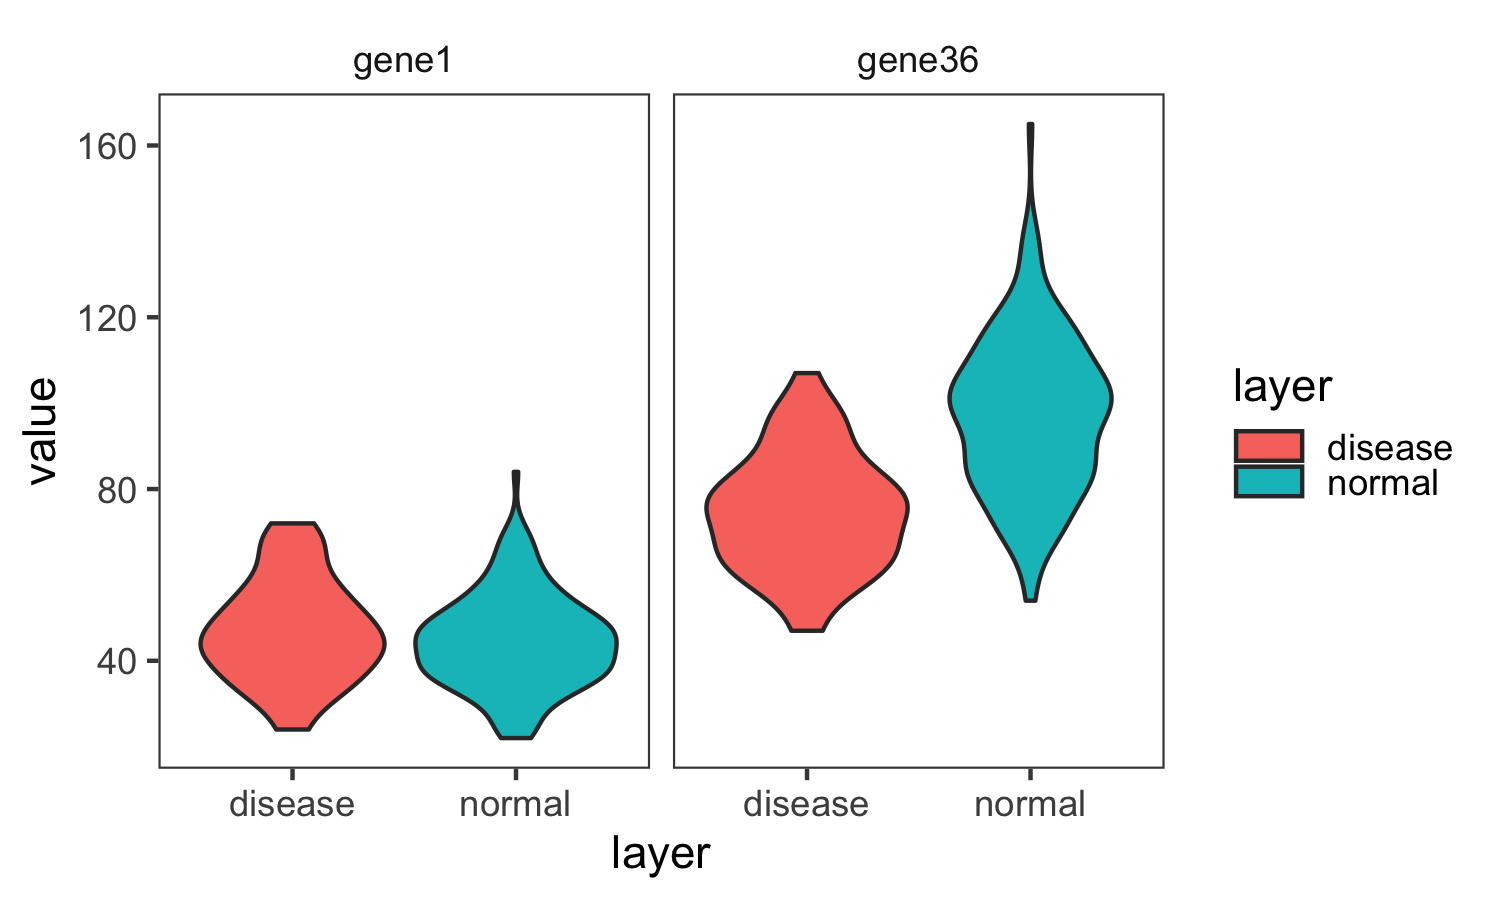 gene1
gene36
160
120
80
40
value
disease
normal
disease
normal
layer
layer
disease
normal